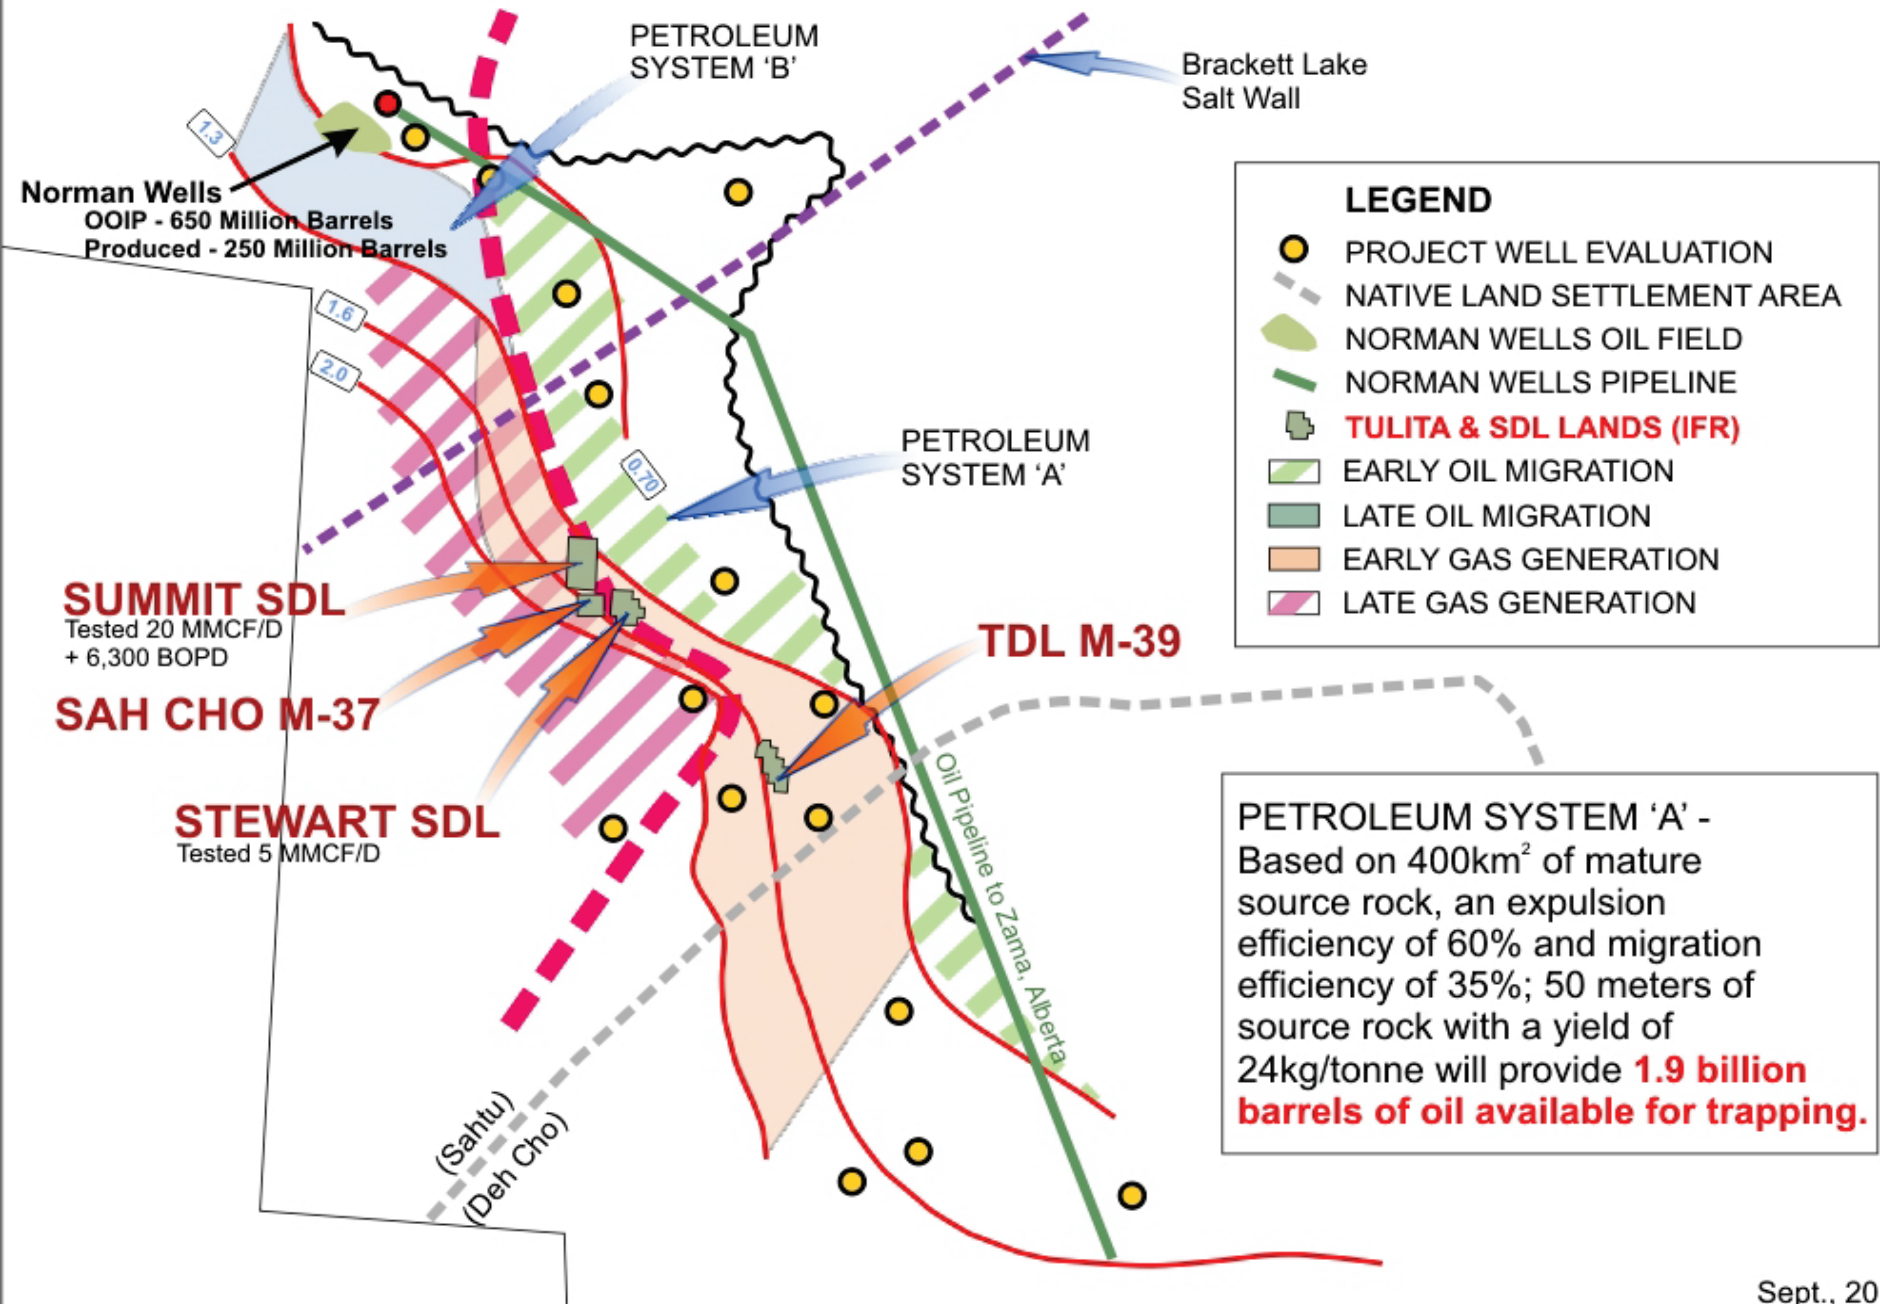 PETROLEUM
SYSTEM ‘B’
Brackett Lake
Salt Wall
1.3
Norman Wells
OOIP - 650 Million Barrels
Produced - 250 Million Barrels
1.6
2.0
0.70
PETROLEUM
SYSTEM ‘A’
LEGEND
PROJECT WELL EVALUATION
NATIVE LAND SETTLEMENT AREA
NORMAN WELLS OIL FIELD
NORMAN WELLS PIPELINE
TULITA & SDL LANDS (IFR)
EARLY OIL MIGRATION
LATE OIL MIGRATION
EARLY GAS GENERATION
LATE GAS GENERATION
SUMMIT SDL
Tested 20 MMCF/D
+ 6,300 BOPD
SAH CHO M-37
STEWART SDL
Tested 5 MMCF/D
TDL M-39
Oil Pipeline to Zama, Alberta
(Sahtu)
(Deh Cho)
PETROLEUM SYSTEM ‘A’ -
Based on 400km² of mature
source rock, an expulsion
efficiency of 60% and migration
efficiency of 35%; 50 meters of
source rock with a yield of
24kg/tonne will provide 1.9 billion
barrels of oil available for trapping.
Sept., 20